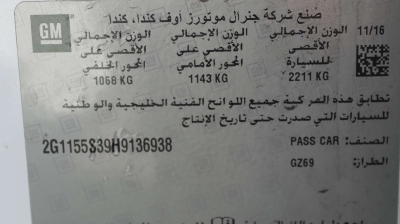 GM
صنع شركة جنرال موتورز أوف كندا، كندا
11/16 الوزن الإجمالي الوزن الإجمالي الوزن الإجمالي
الأقصى الأقصى على الأقصى على
للسيارة المحور الأمامي المحور الخلفي
2211 KG 1143 KG 1068 KG
تطابق هذه المركبة جميع اللوائح الفنية الخليجية والوطنية
للسيارات التي صدرت حتى تاريخ الإنتاج
2G1155S39H9136938
الصنف: PASS CAR
الطراز: GZ69